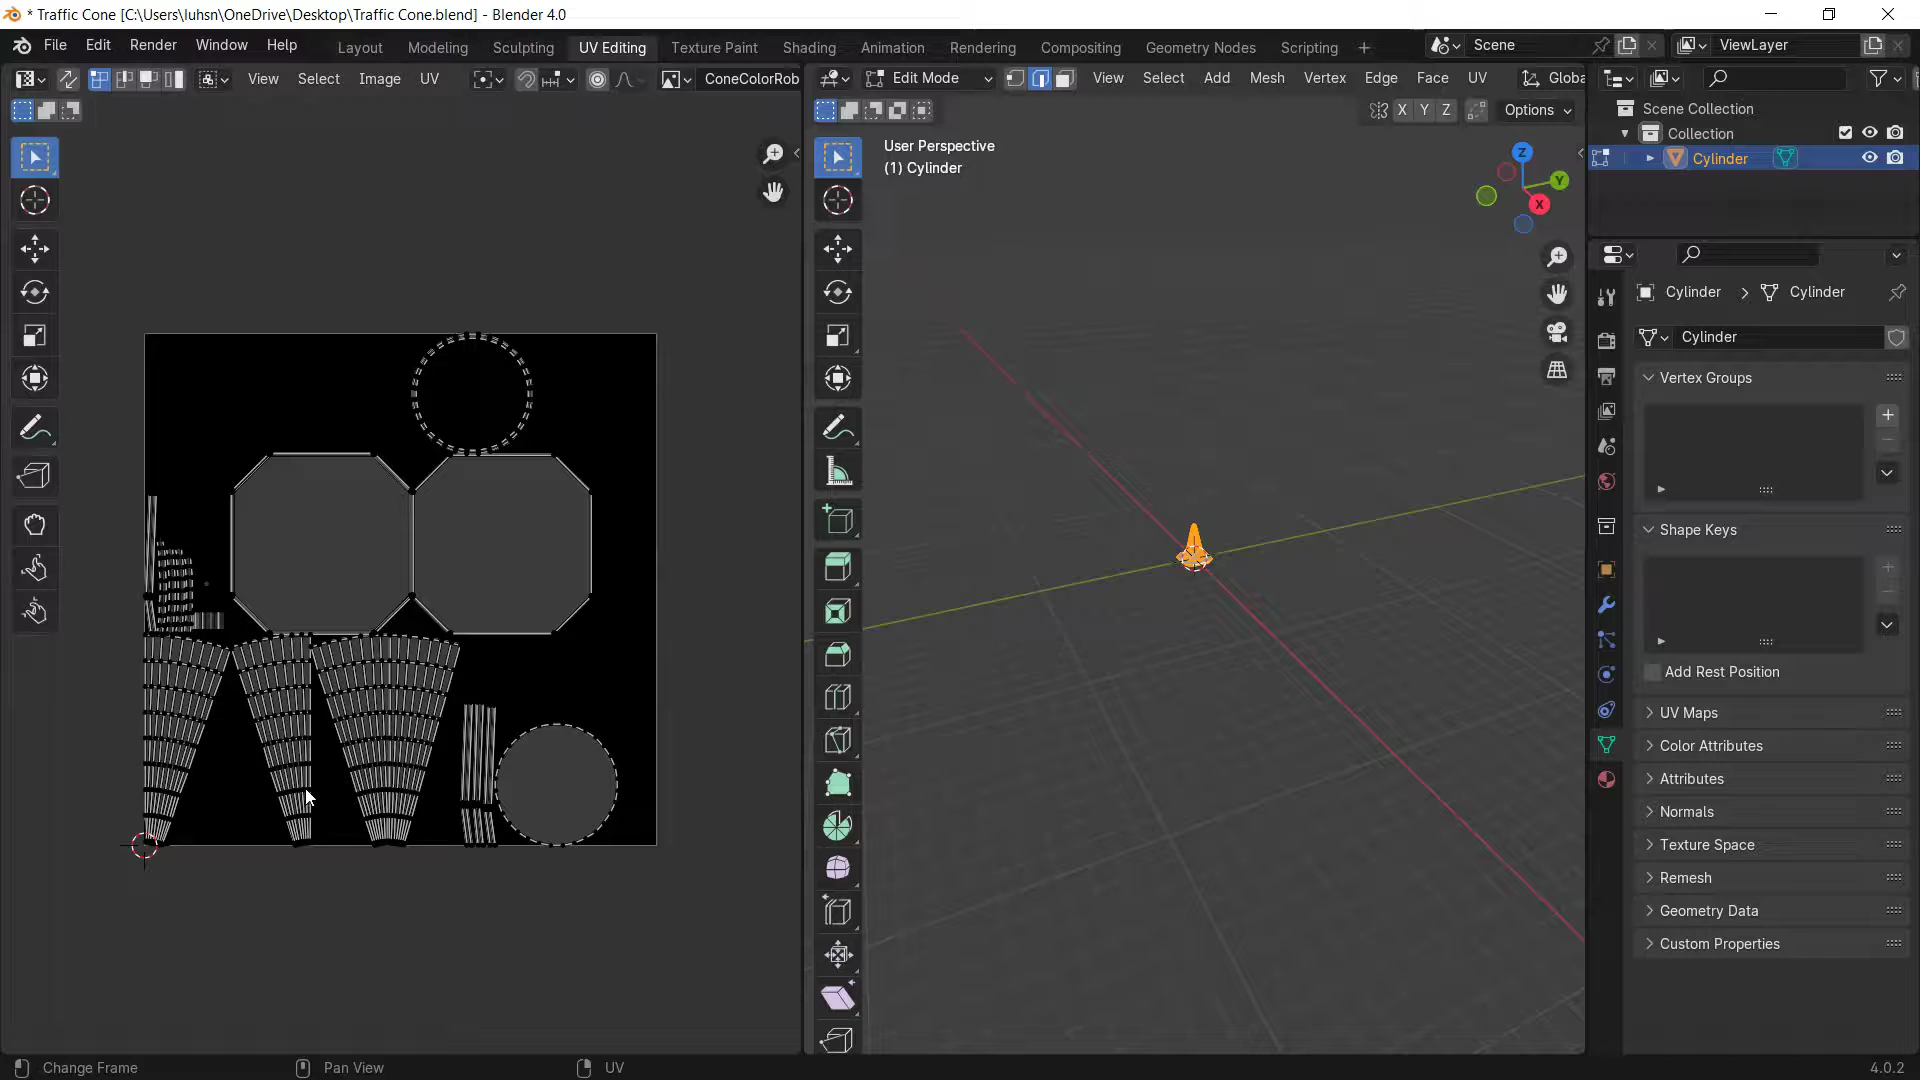 * Traffic Cone [C:\Users\luhsn\OneDrive\Desktop\Traffic Cone.blend] - Blender 4.0
File Edit Render Window Help Layout Modeling Sculpting UV Editing Texture Paint Shading Animation Rendering Compositing Geometry Nodes Scripting + Scene ViewLayer
View Select Image UV ConeColorRob Edit Mode View Select Add Mesh Vertex Edge Face UV Globa
X Y Z Options
Scene Collection
Collection
Cylinder
User Perspective
(1) Cylinder
Z
Y
X
Cylinder > Cylinder
Cylinder
Vertex Groups
Shape Keys
Add Rest Position
UV Maps
Color Attributes
Attributes
Normals
Texture Space
Remesh
Geometry Data
Custom Properties
Change Frame Pan View UV 4.0.2